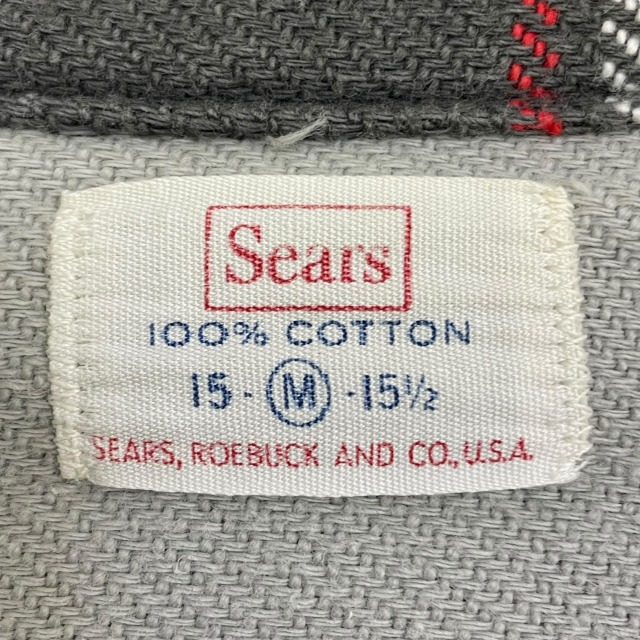 Sears
100% COTTON
15 - M - 15½
SEARS, ROEBUCK AND CO., U.S.A.